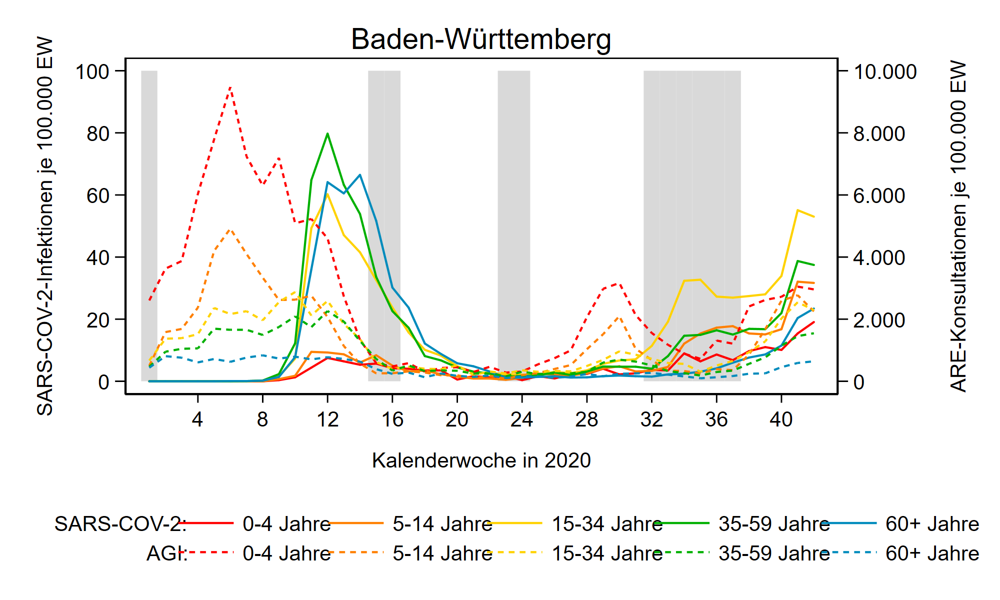 Baden-Württemberg
SARS-COV-2-Infektionen je 100.000 EW
100
80
60
40
20
0
10.000
8.000
6.000
4.000
2.000
0
ARE-Konsultationen je 100.000 EW
4 8 12 16 20 24 28 32 36 40
Kalenderwoche in 2020
SARS-COV-2: 0-4 Jahre 5-14 Jahre 15-34 Jahre 35-59 Jahre 60+ Jahre
AGI: 0-4 Jahre 5-14 Jahre 15-34 Jahre 35-59 Jahre 60+ Jahre